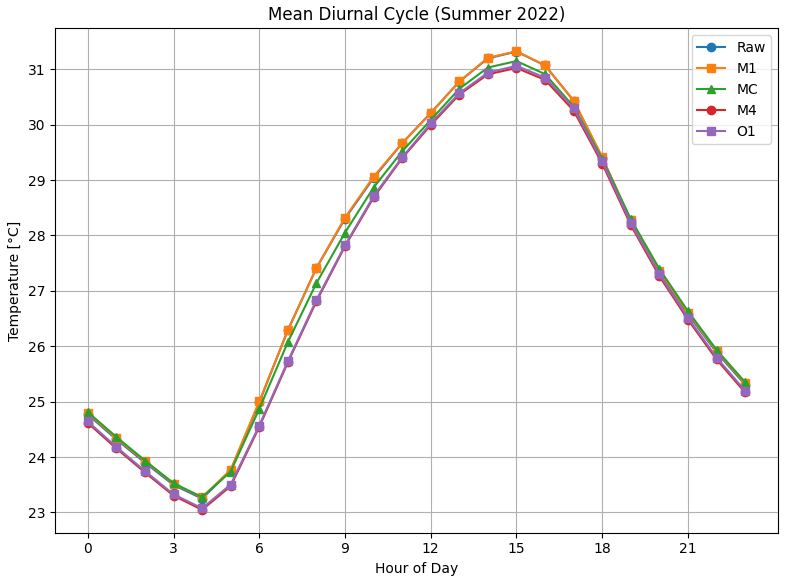 Mean Diurnal Cycle (Summer 2022)
Temperature [°C]
31
30
29
28
27
26
25
24
23
0 3 6 9 12 15 18 21
Hour of Day
Raw
M1
MC
M4
O1